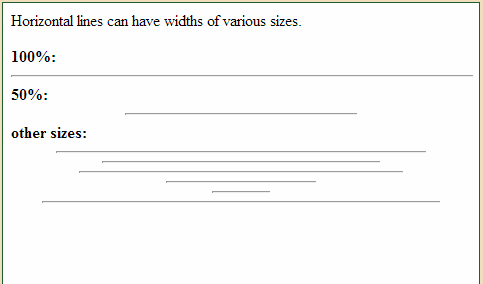 Horizontal lines can have widths of various sizes.
100%:
50%:
other sizes: